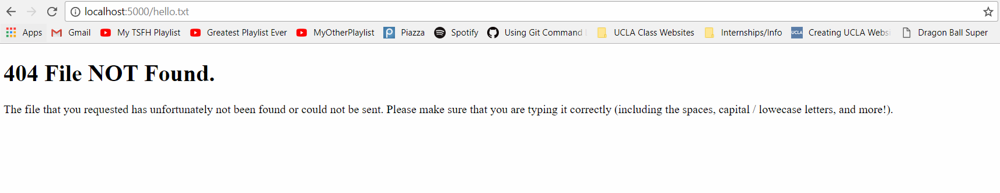 localhost:5000/hello.txt
Apps Gmail My TSFH Playlist Greatest Playlist Ever MyOtherPlaylist Piazza Spotify Using Git Command UCLA Class Websites Internships/Info UCLA Creating UCLA Websi Dragon Ball Super
404 File NOT Found.
The file that you requested has unfortunately not been found or could not be sent. Please make sure that you are typing it correctly (including the spaces, capital / lowecase letters, and more!).